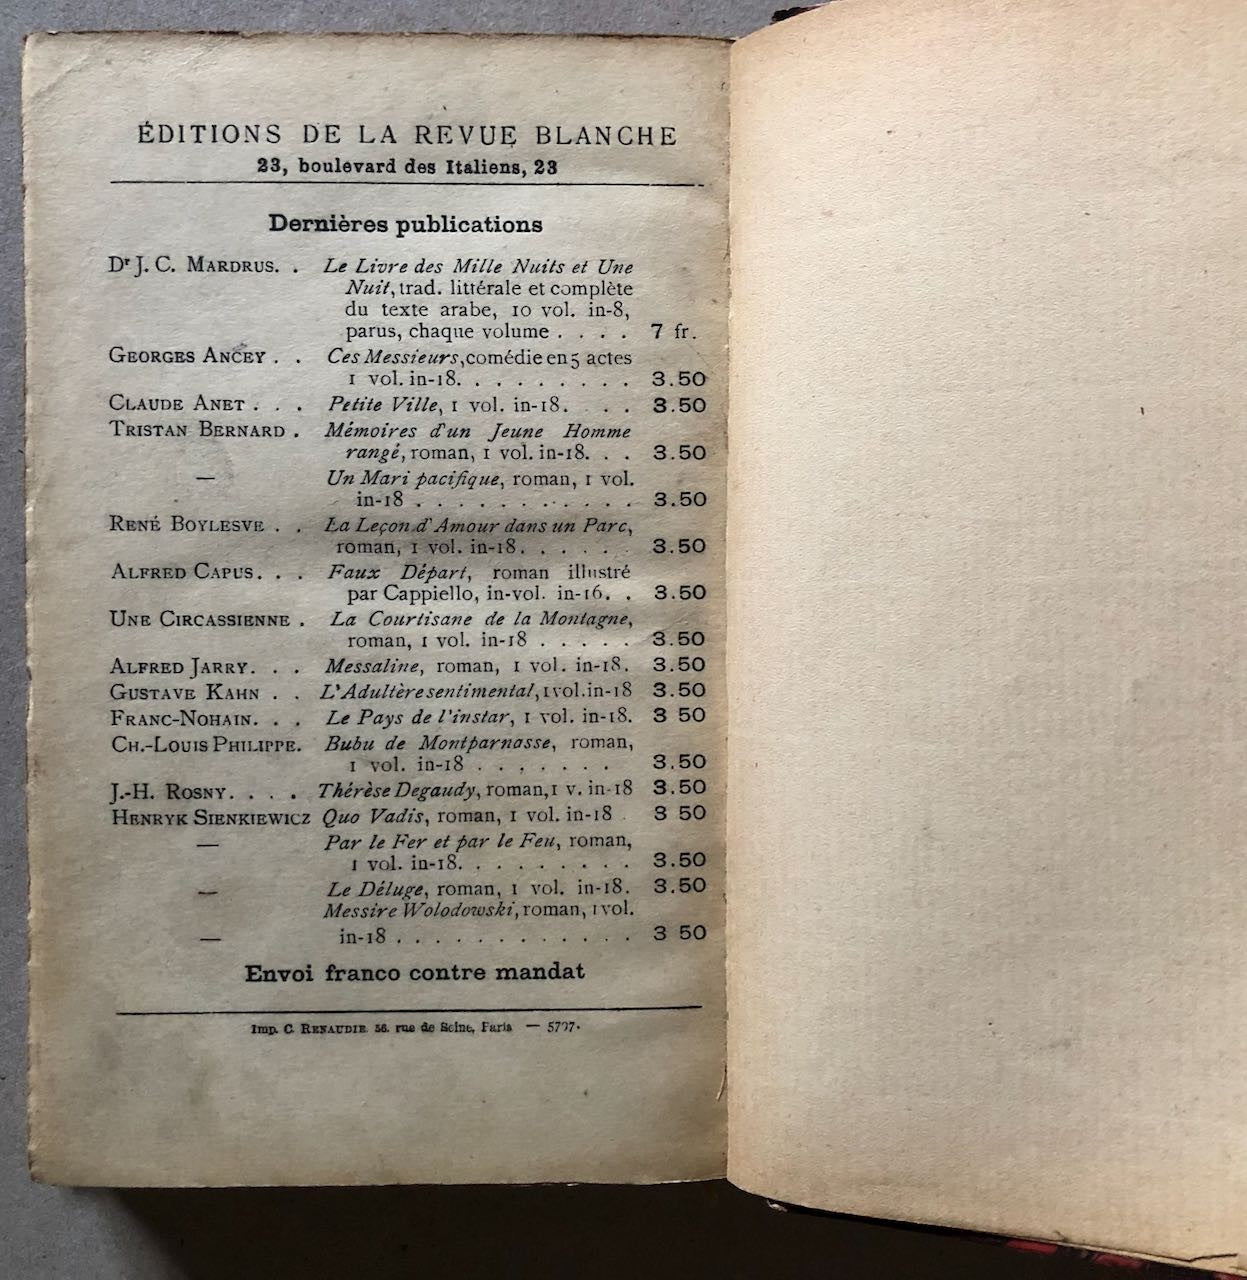 ÉDITIONS DE LA REVUE BLANCHE
23, boulevard des Italiens, 23
Dernières publications
Dr J. C. MARDRUS. . Le Livre des Mille Nuits et Une
Nuit, trad. littérale et complète
du texte arabe, 10 vol. in-8,
parus, chaque volume . . . . 7 fr.
GEORGES ANCEY . . Ces Messieurs, comédie en 5 actes
1 vol. in-18. . . . . . . . . 3.50
CLAUDE ANET . . . Petite Ville, 1 vol. in-18. . . . 3.50
TRISTAN BERNARD . Mémoires d'un Jeune Homme
rangé, roman, 1 vol. in-18. . . 3.50
— Un Mari pacifique, roman, 1 vol.
in-18 . . . . . . . . . . . 3.50
RENÉ BOYLESVE . . La Leçon d'Amour dans un Parc,
roman, 1 vol. in-18. . . . . . 3.50
ALFRED CAPUS. . . Faux Départ, roman illustré
par Cappiello, in-vol. in-16. . 3.50
UNE CIRCASSIENNE . La Courtisane de la Montagne,
roman, 1 vol. in-18 . . . . . 3.50
ALFRED JARRY. . . Messaline, roman, 1 vol. in-18. 3.50
GUSTAVE KAHN . . L'Adultère sentimental, 1 vol. in-18 3.50
FRANC-NOHAIN. . . Le Pays de l'instar, 1 vol. in-18. 3 50
CH.-LOUIS PHILIPPE. Bubu de Montparnasse, roman,
1 vol. in-18 . . . . . . . 3.50
J.-H. ROSNY. . . . Thérèse Degaudy, roman, 1 v. in-18 3.50
HENRYK SIENKIEWICZ Quo Vadis, roman, 1 vol. in-18 . 3 50
— Par le Fer et par le Feu, roman,
1 vol. in-18. . . . . . . . . 3.50
— Le Déluge, roman, 1 vol. in-18. 3.50
Messire Wolodowski, roman, 1 vol.
— in-18 . . . . . . . . . . . . 3 50
Envoi franco contre mandat
Imp. C. RENAUDIE. 56. rue de Seine, Paris —